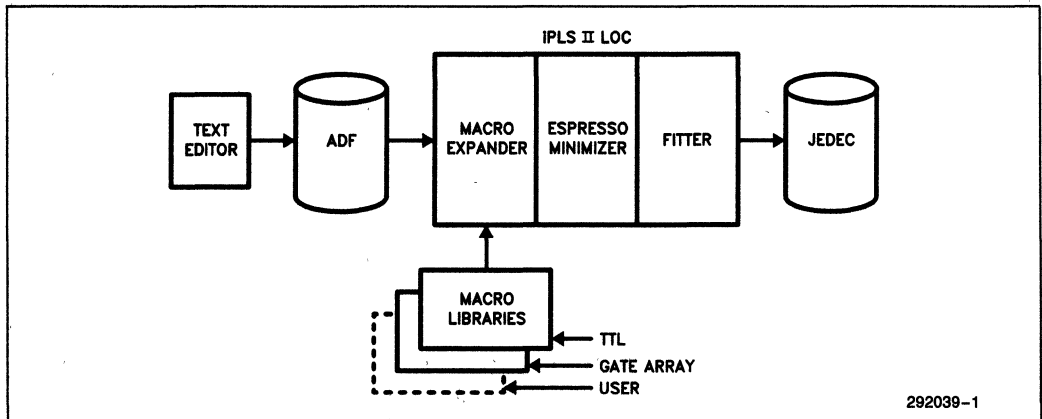 iPLS II LOC
TEXT
EDITOR
ADF
MACRO
EXPANDER
ESPRESSO
MINIMIZER
FITTER
JEDEC
MACRO
LIBRARIES
TTL
GATE ARRAY
USER
292039-1